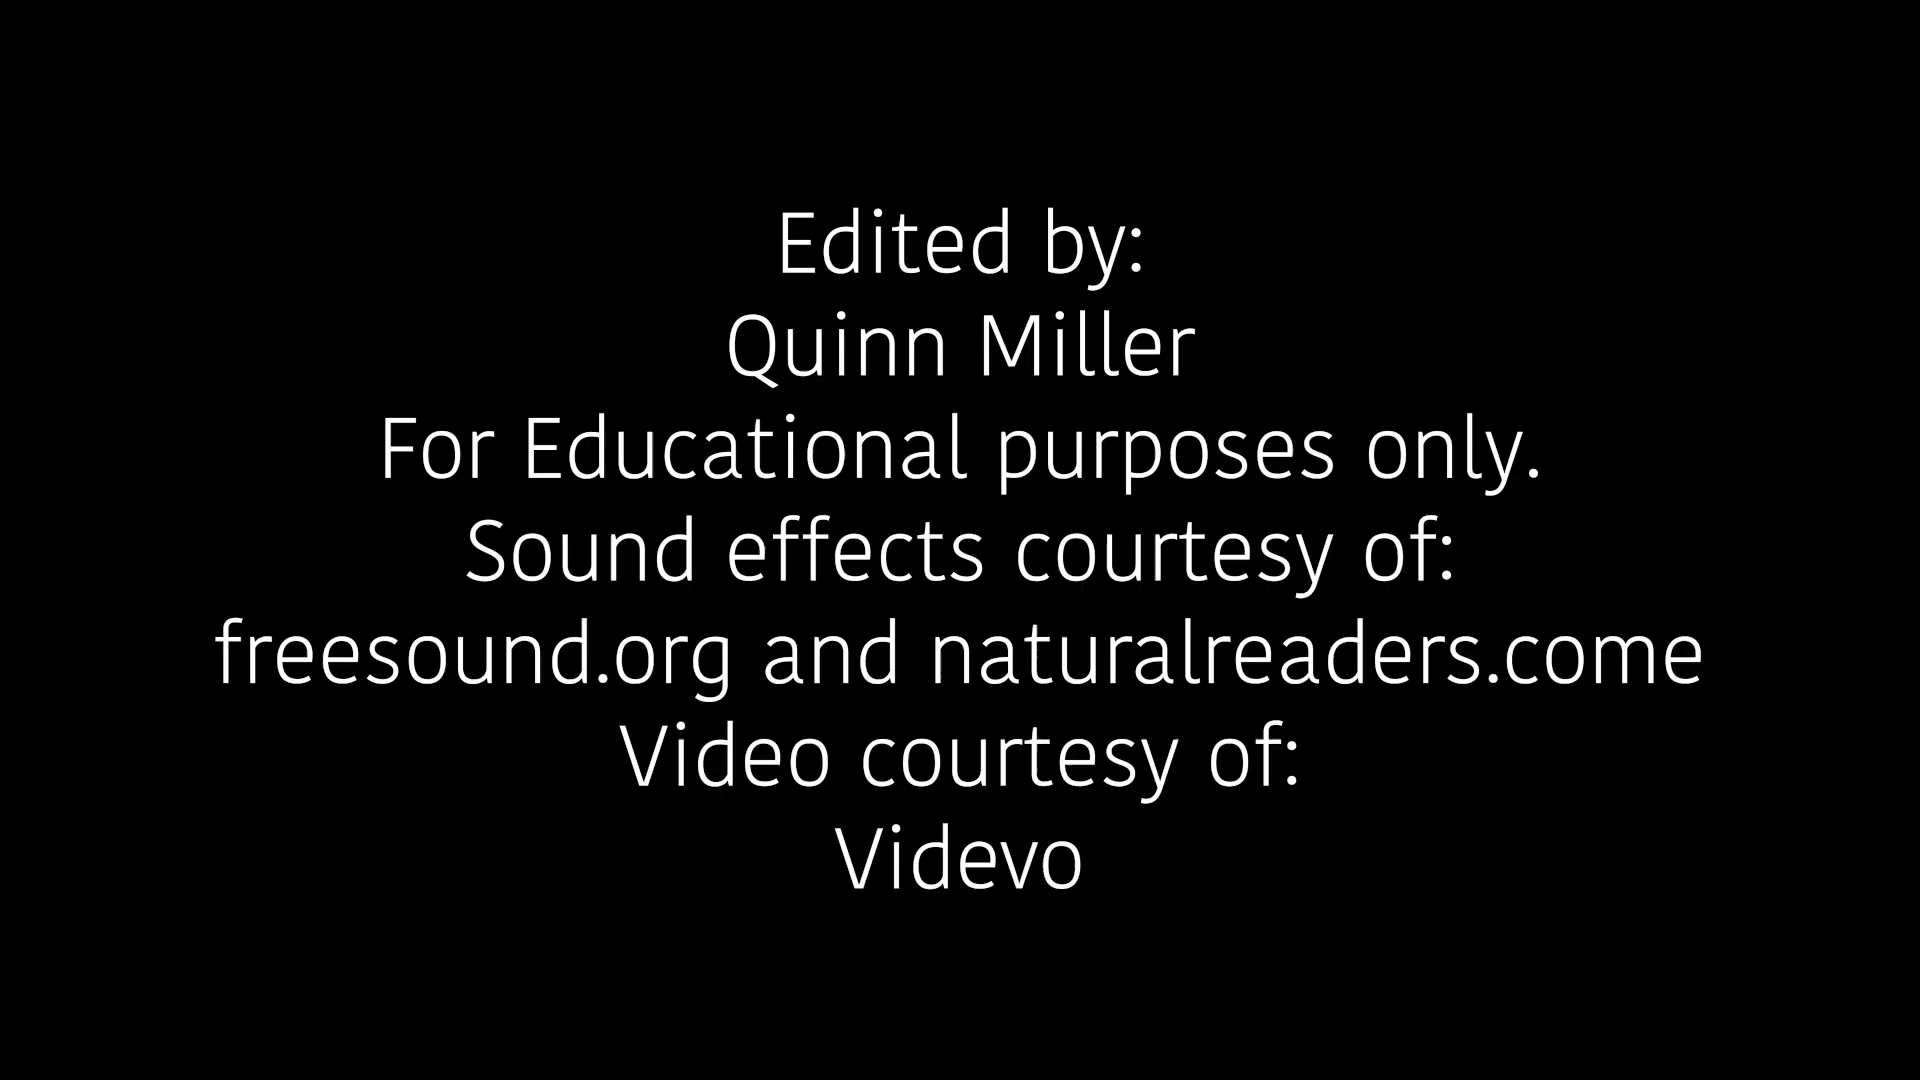 Edited by:
Quinn Miller
For Educational purposes only.
Sound effects courtesy of:
freesound.org and naturalreaders.come
Video courtesy of:
Videvo